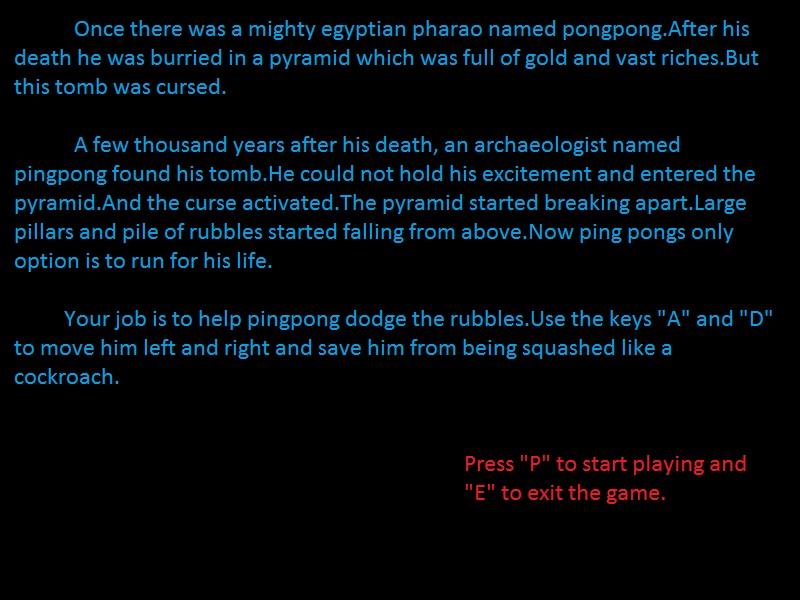 Once there was a mighty egyptian pharao named pongpong.After his
death he was burried in a pyramid which was full of gold and vast riches.But
this tomb was cursed.
A few thousand years after his death, an archaeologist named
pingpong found his tomb.He could not hold his excitement and entered the
pyramid.And the curse activated.The pyramid started breaking apart.Large
pillars and pile of rubbles started falling from above.Now ping pongs only
option is to run for his life.
Your job is to help pingpong dodge the rubbles.Use the keys "A" and "D"
to move him left and right and save him from being squashed like a
cockroach.
Press "P" to start playing and
"E" to exit the game.